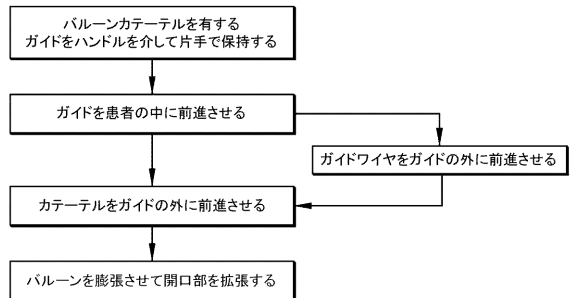 バルーンカテーテルを有する
ガイドをハンドルを介して片手で保持する
ガイドを患者の中に前進させる
ガイドワイヤをガイドの外に前進させる
カテーテルをガイドの外に前進させる
バルーンを膨張させて開口部を拡張する